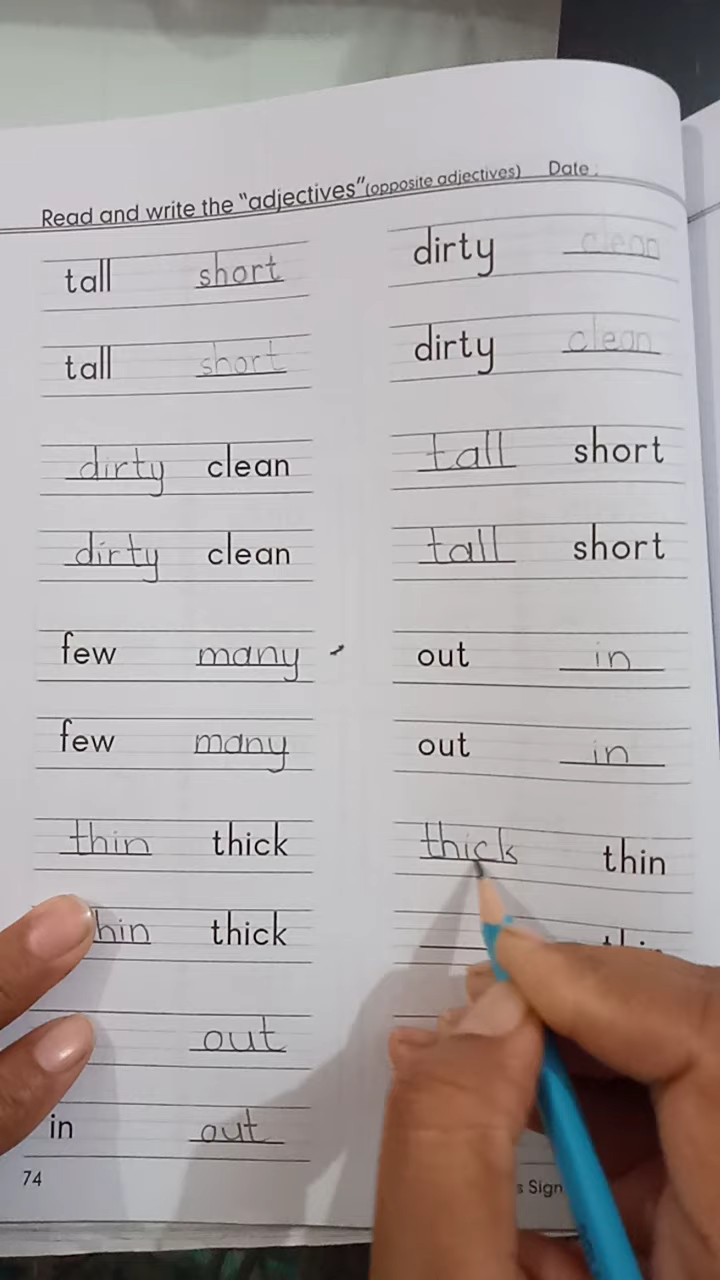 Read and write the "adjectives"(opposite adjectives) Date :
tall short
tall short
dirty clean
dirty clean
few many
few many
thin thick
hin thick
out
in out
74
dirty clean
dirty clean
tall short
tall short
out in
out in
thick thin
Sign